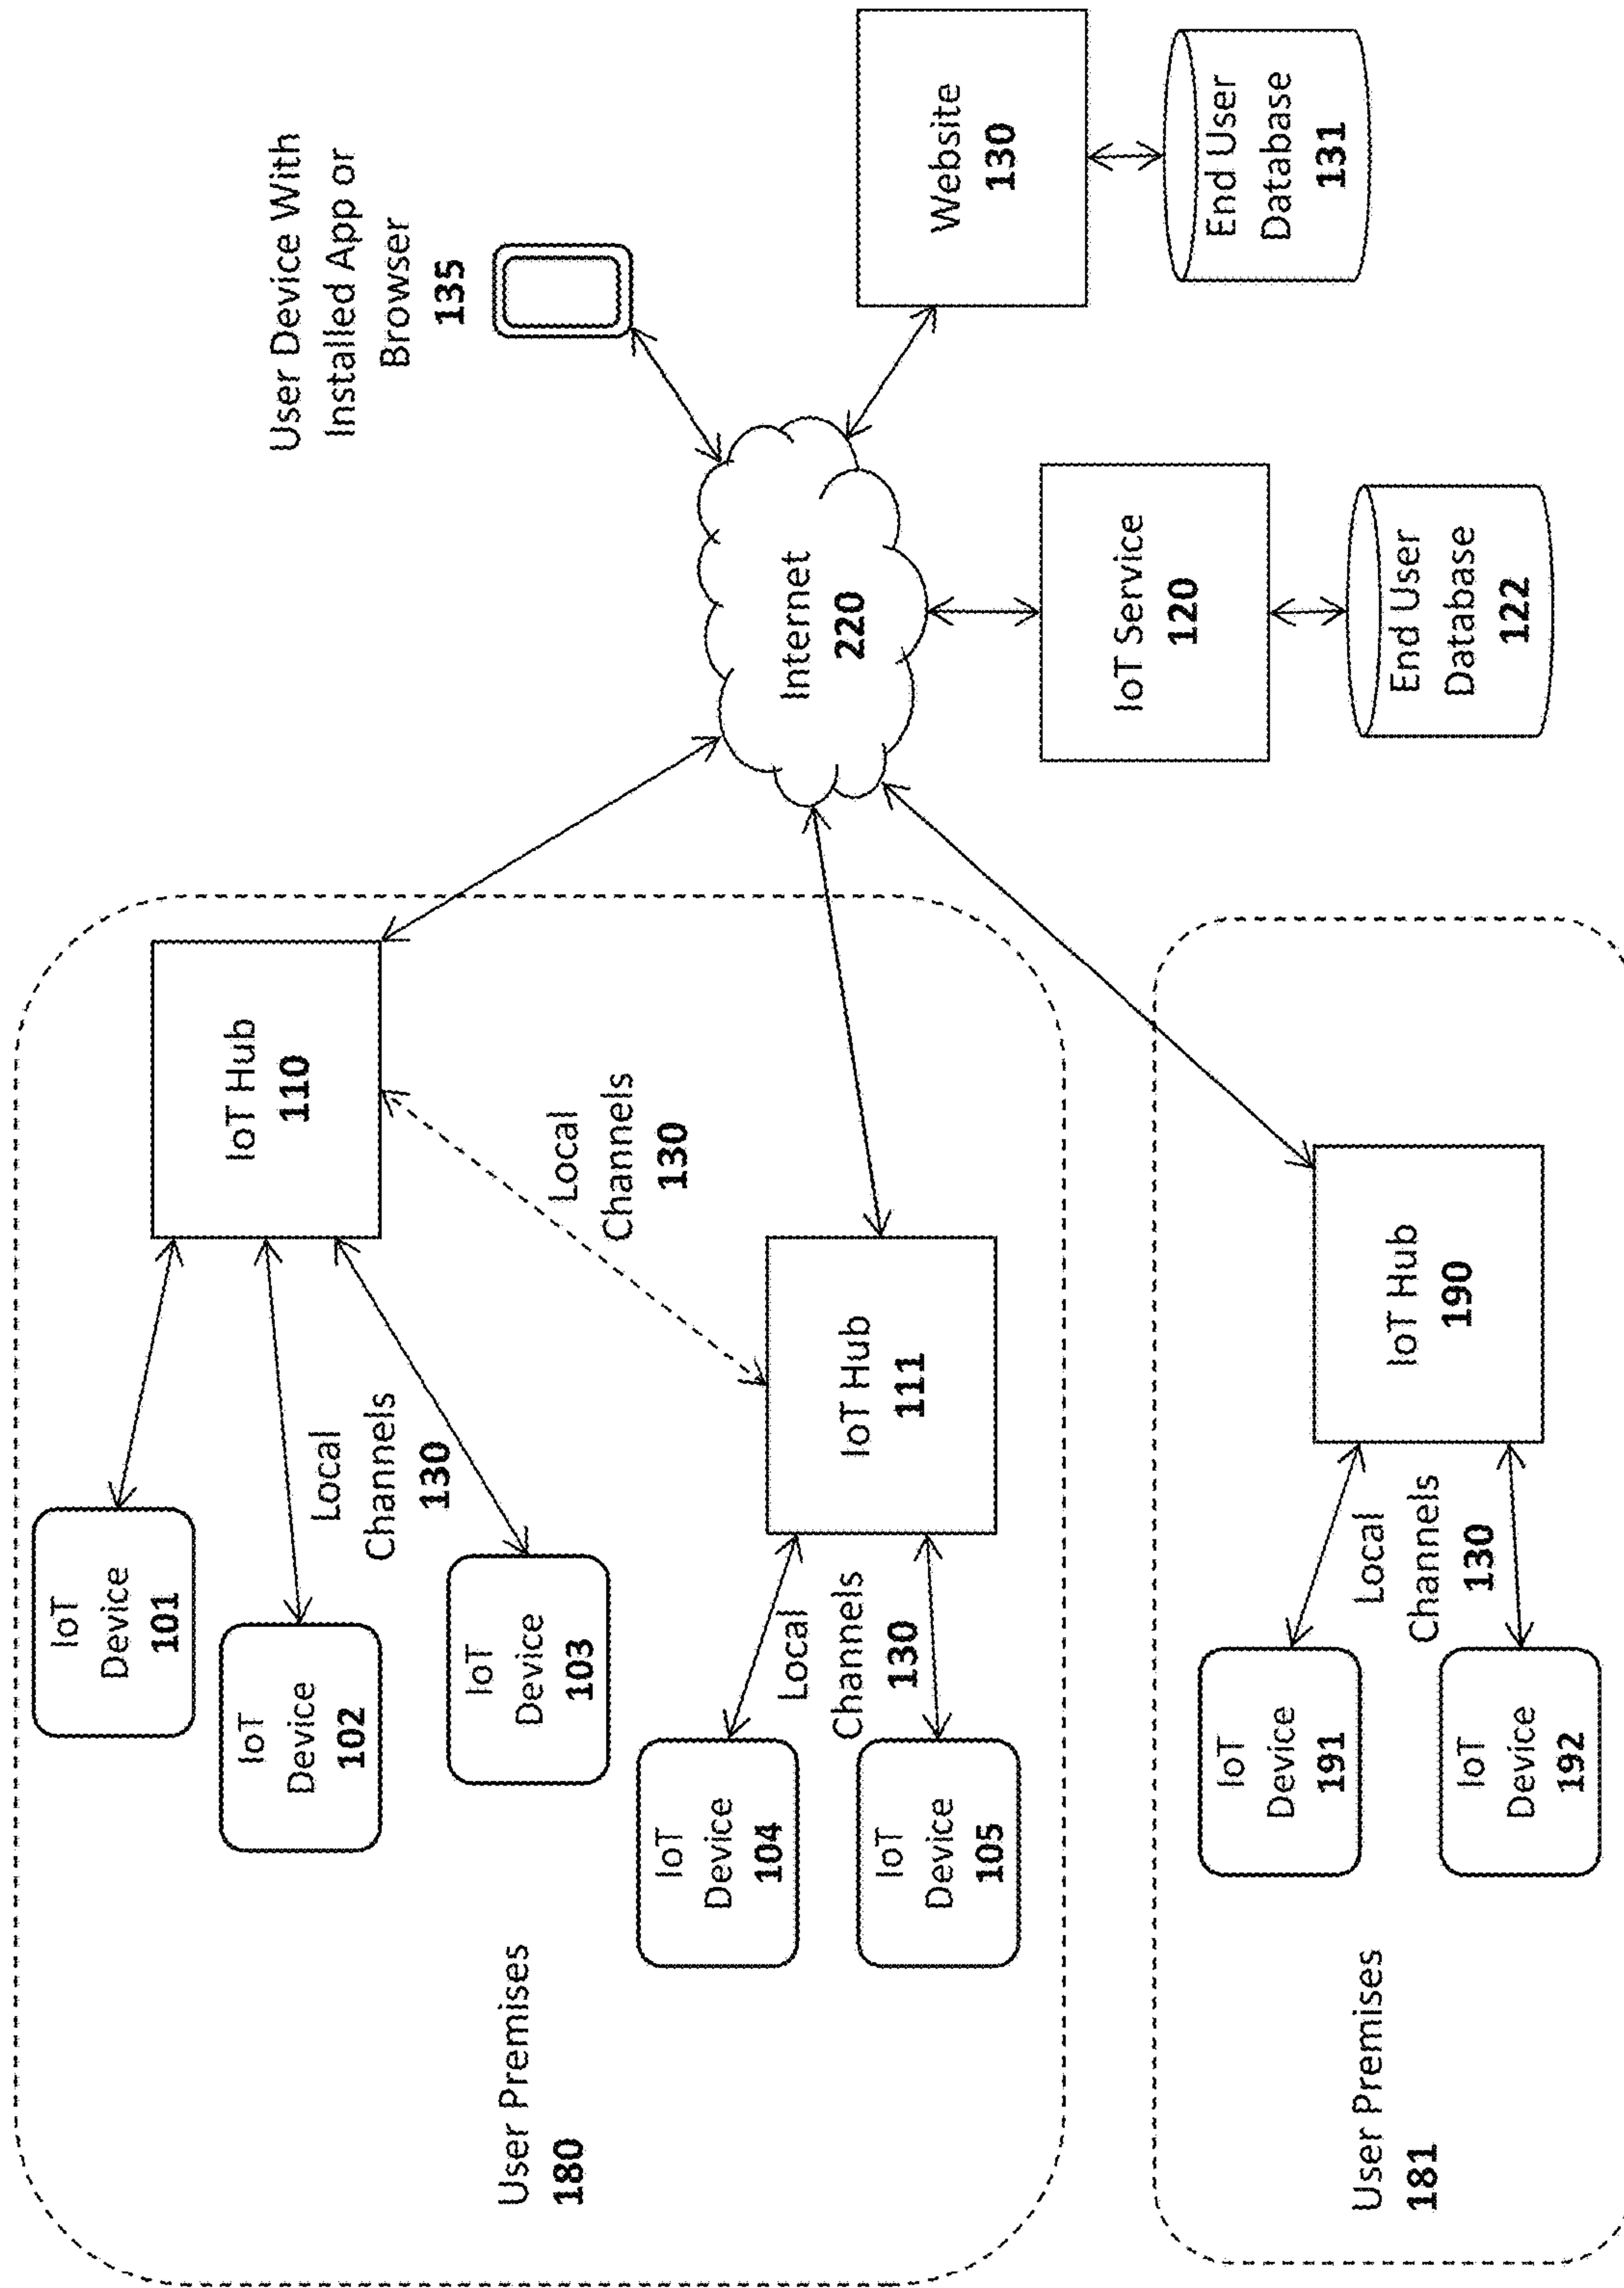 User Premises
180
IoT
Device
101
IoT
Device
102
IoT
Device
103
Local
Channels
130
IoT Hub
110
Local
Channels
130
IoT
Device
104
IoT
Device
105
Local
Channels
130
IoT Hub
111
User Premises
181
IoT
Device
191
IoT
Device
192
Local
Channels
130
IoT Hub
190
Internet
220
User Device With
Installed App or
Browser
135
Website
130
End User
Database
131
IoT Service
120
End User
Database
122